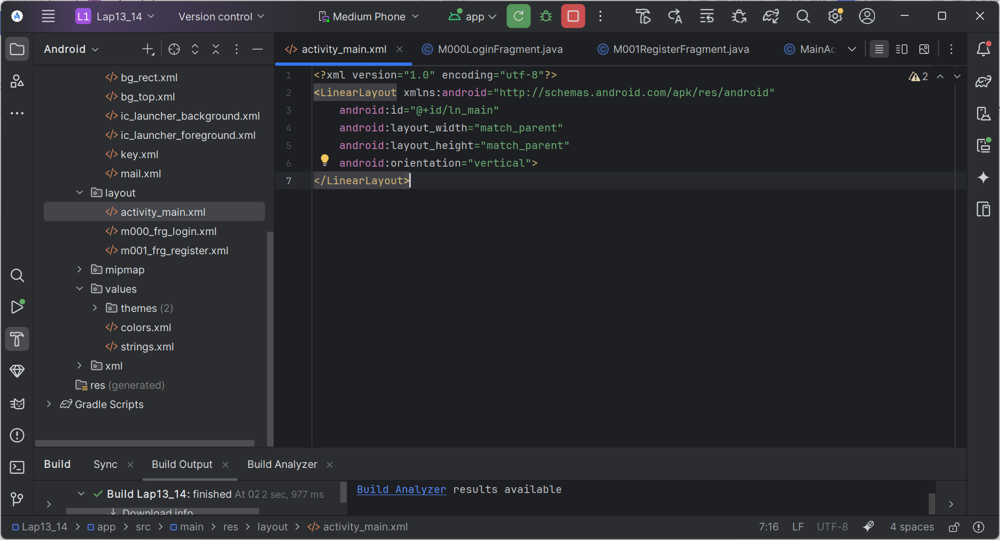 L1 Lap13_14 Version control Medium Phone app
Android
activity_main.xml M000LoginFragment.java M001RegisterFragment.java MainAc
bg_rect.xml
bg_top.xml
ic_launcher_background.xml
ic_launcher_foreground.xml
key.xml
mail.xml
layout
activity_main.xml
m000_frg_login.xml
m001_frg_register.xml
mipmap
values
themes (2)
colors.xml
strings.xml
xml
res (generated)
Gradle Scripts
1 <?xml version="1.0" encoding="utf-8"?>
2 <LinearLayout xmlns:android="http://schemas.android.com/apk/res/android"
3 android:id="@+id/ln_main"
4 android:layout_width="match_parent"
5 android:layout_height="match_parent"
6 android:orientation="vertical">
7 </LinearLayout>
2
Build Sync Build Output Build Analyzer
Build Lap13_14: finished At 02 2 sec, 977 ms
Download info
Build Analyzer results available
Lap13_14 > app > src > main > res > layout > activity_main.xml
7:16 LF UTF-8 4 spaces